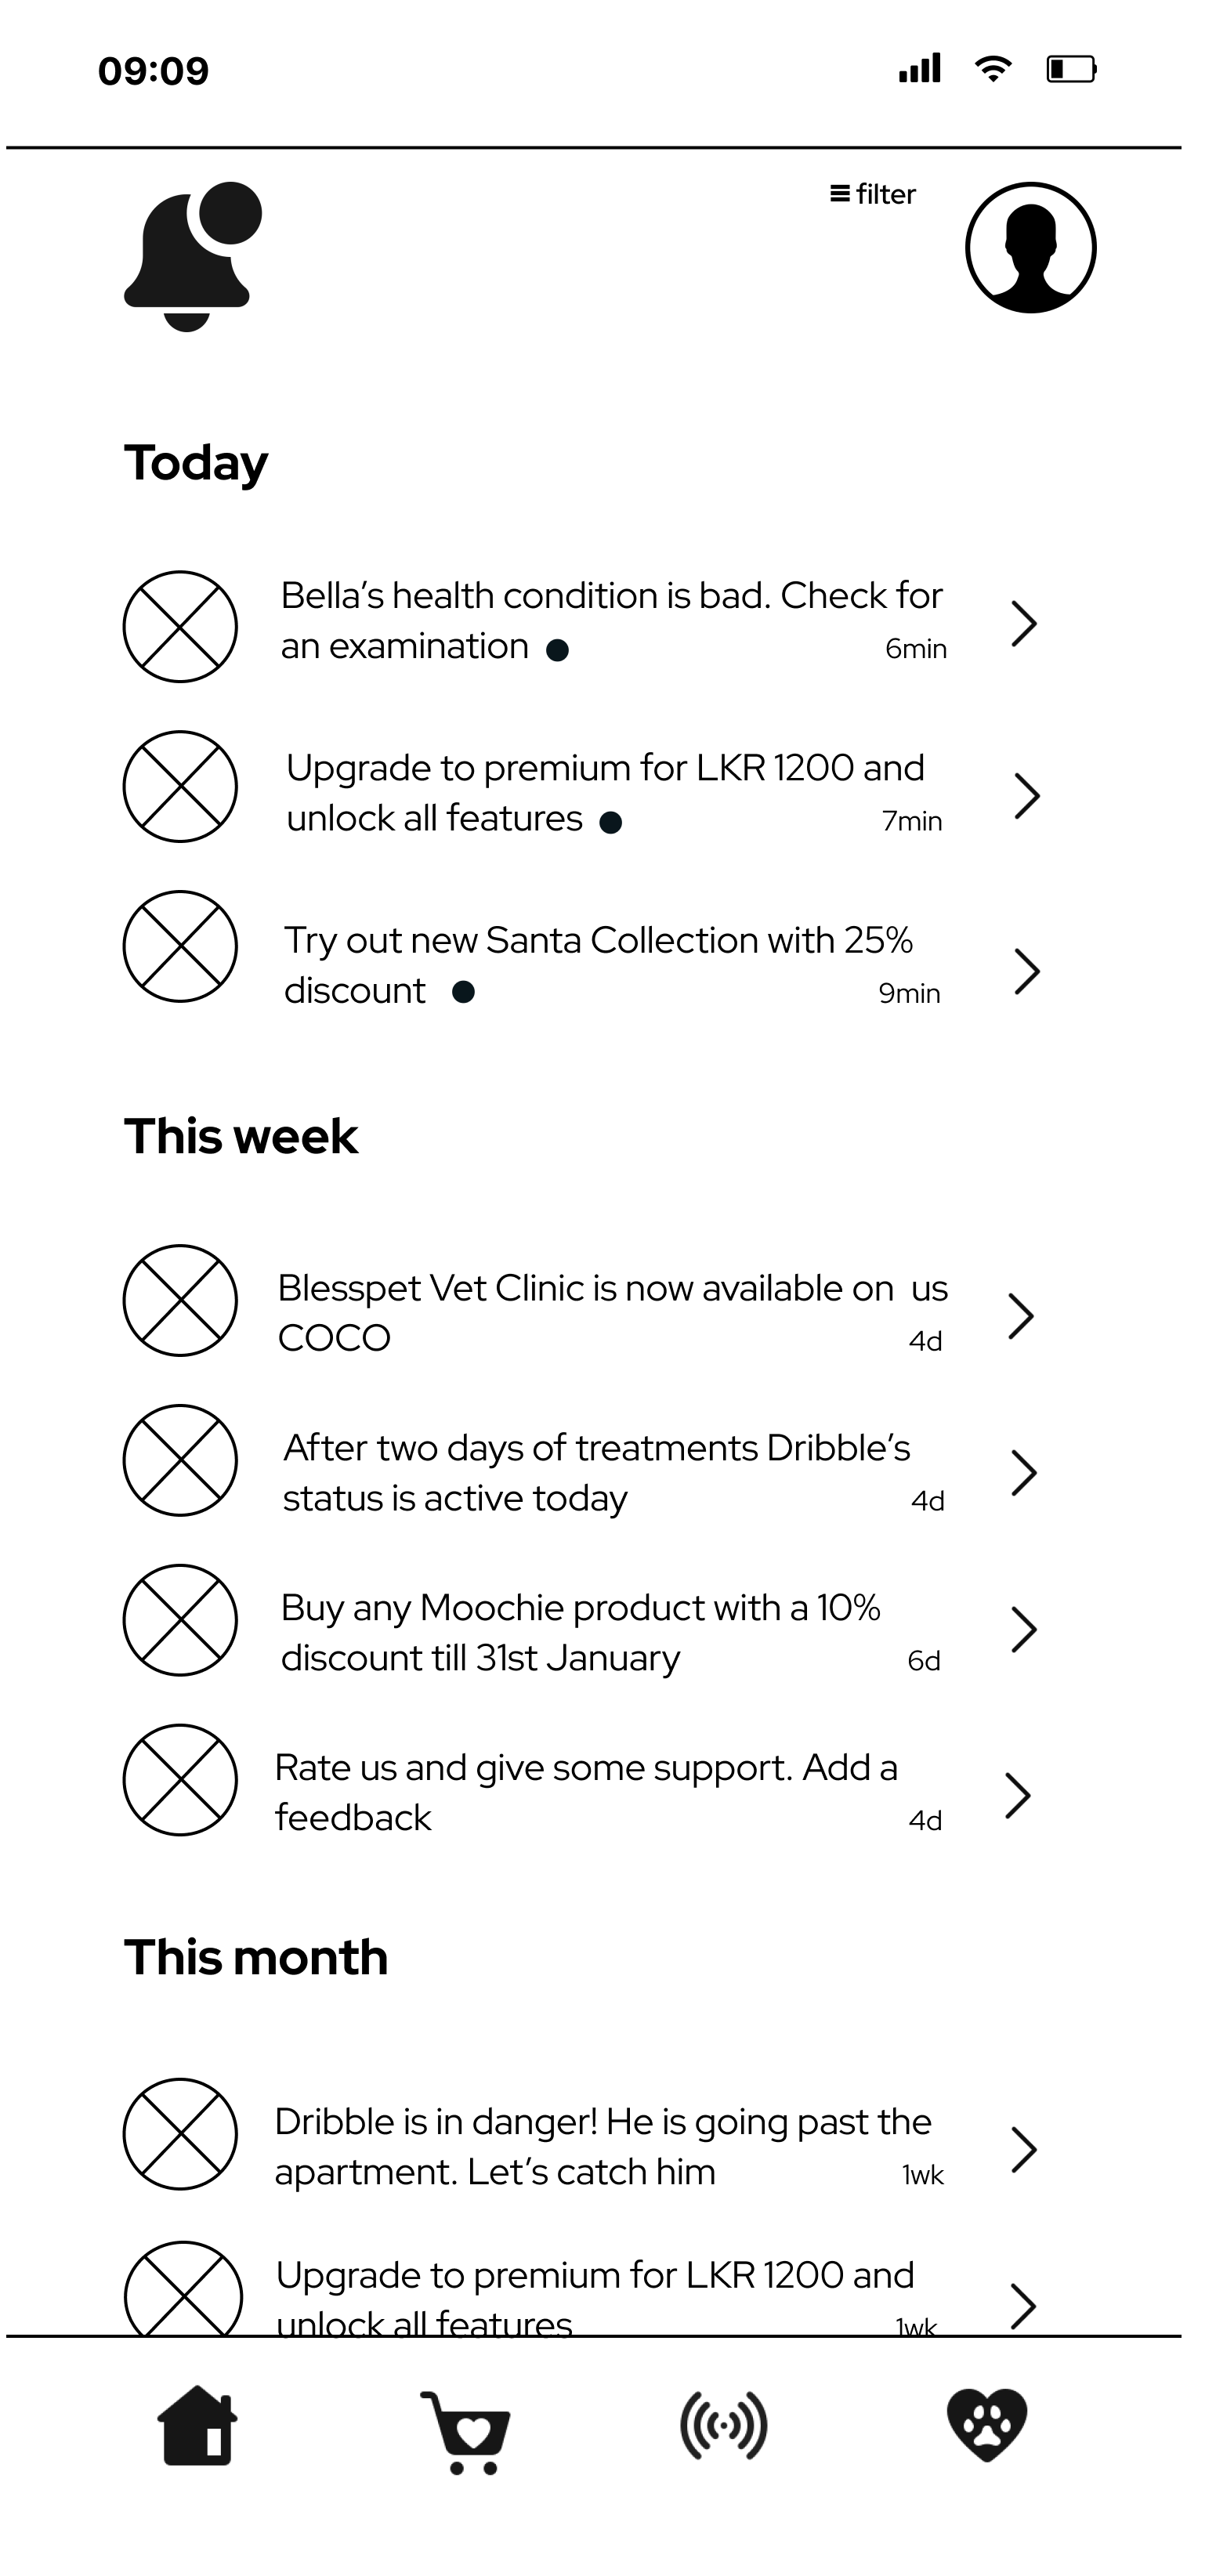 09:09
filter
Today
Bella’s health condition is bad. Check for
an examination
6min
Upgrade to premium for LKR 1200 and
unlock all features
7min
Try out new Santa Collection with 25%
discount
9min
This week
Blesspet Vet Clinic is now available on us
COCO
4d
After two days of treatments Dribble’s
status is active today
4d
Buy any Moochie product with a 10%
discount till 31st January
6d
Rate us and give some support. Add a
feedback
4d
This month
Dribble is in danger! He is going past the
apartment. Let’s catch him
1wk
Upgrade to premium for LKR 1200 and
unlock all features
1wk